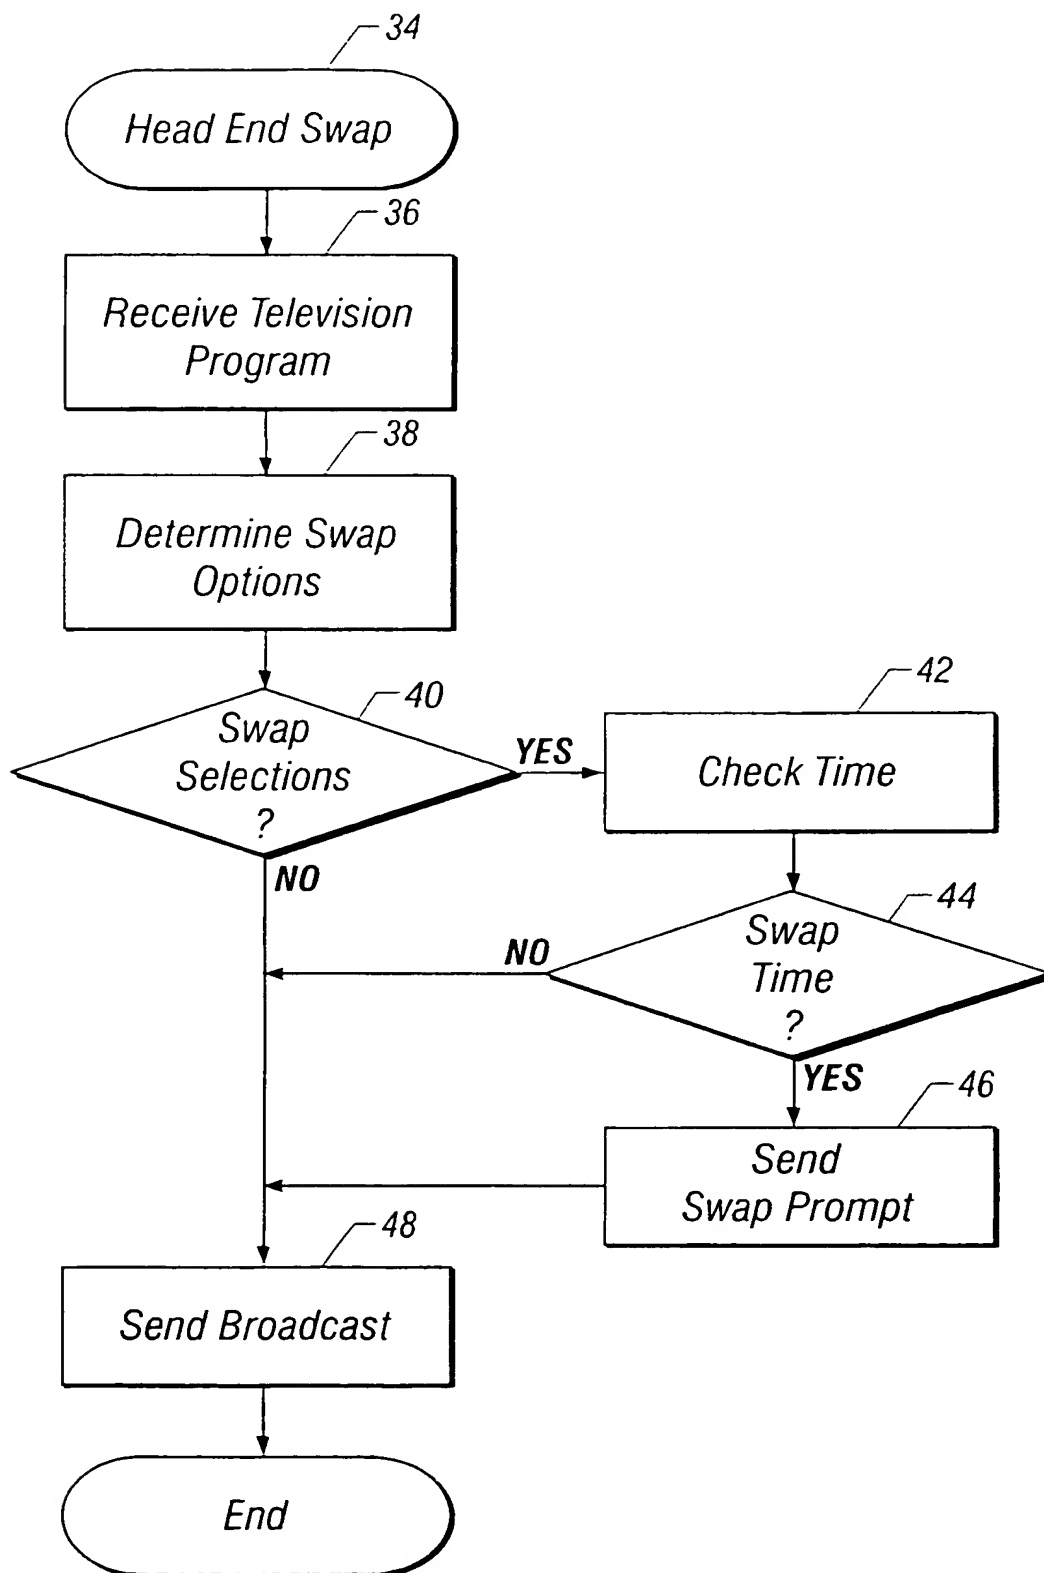 34
Head End Swap
36
Receive Television
Program
38
Determine Swap
Options
40
Swap
Selections
?
YES
NO
42
Check Time
44
Swap
Time
?
NO
YES
46
Send
Swap Prompt
48
Send Broadcast
End